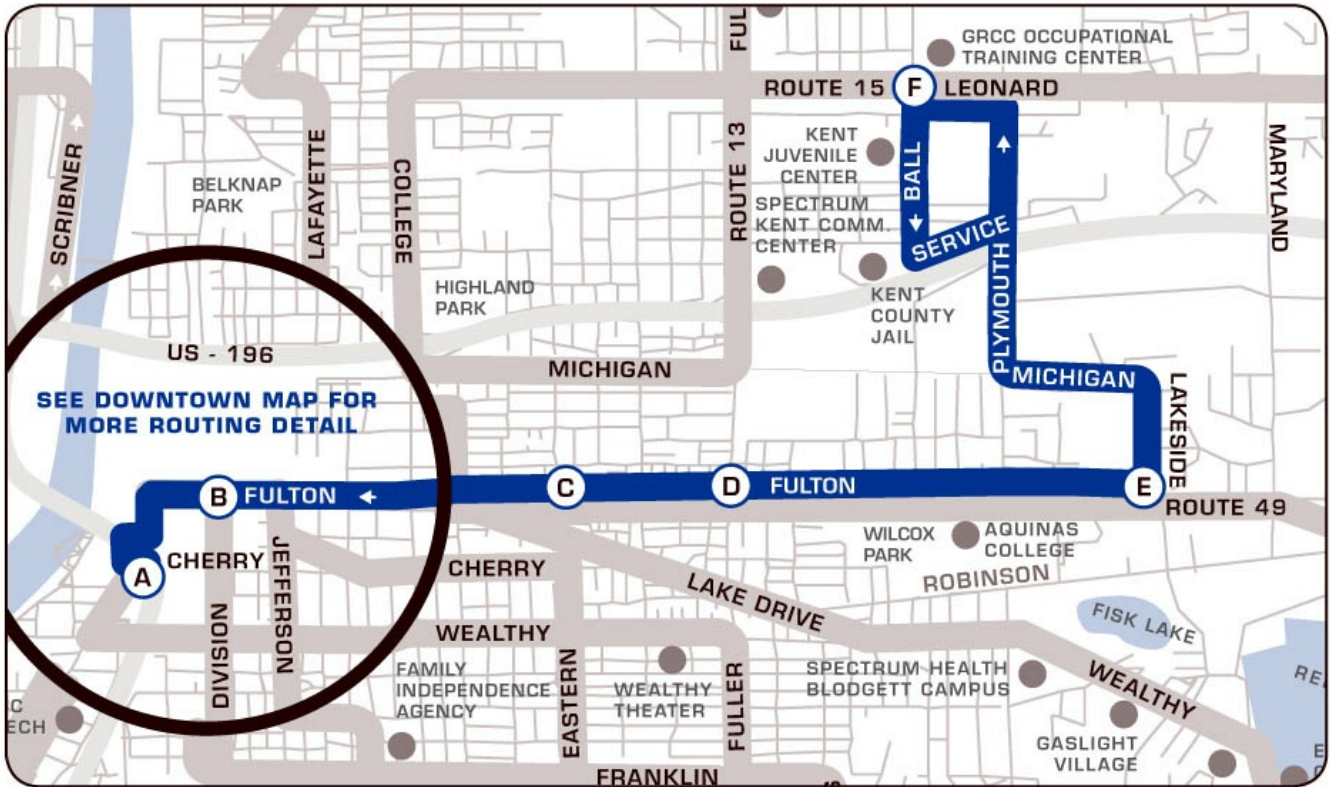 FUL
GRCC OCCUPATIONAL
TRAINING CENTER
ROUTE 15
F
LEONARD
SCRIBNER
BELKNAP
PARK
LAFAYETTE
COLLEGE
ROUTE 13
KENT
JUVENILE
CENTER
BALL
MARYLAND
SPECTRUM
KENT COMM.
CENTER
SERVICE
PLYMOUTH
HIGHLAND
PARK
KENT
COUNTY
JAIL
US - 196
MICHIGAN
MICHIGAN
LAKESIDE
SEE DOWNTOWN MAP FOR
MORE ROUTING DETAIL
B
FULTON
C
D
FULTON
E
ROUTE 49
A
CHERRY
JEFFERSON
CHERRY
WILCOX
PARK
AQUINAS
COLLEGE
ROBINSON
LAKE DRIVE
FISK LAKE
DIVISION
WEALTHY
FAMILY
INDEPENDENCE
AGENCY
EASTERN
WEALTHY
THEATER
FULLER
SPECTRUM HEALTH
BLODGETT CAMPUS
WEALTHY
RE
C
ECH
GASLIGHT
VILLAGE
E
FRANKLIN